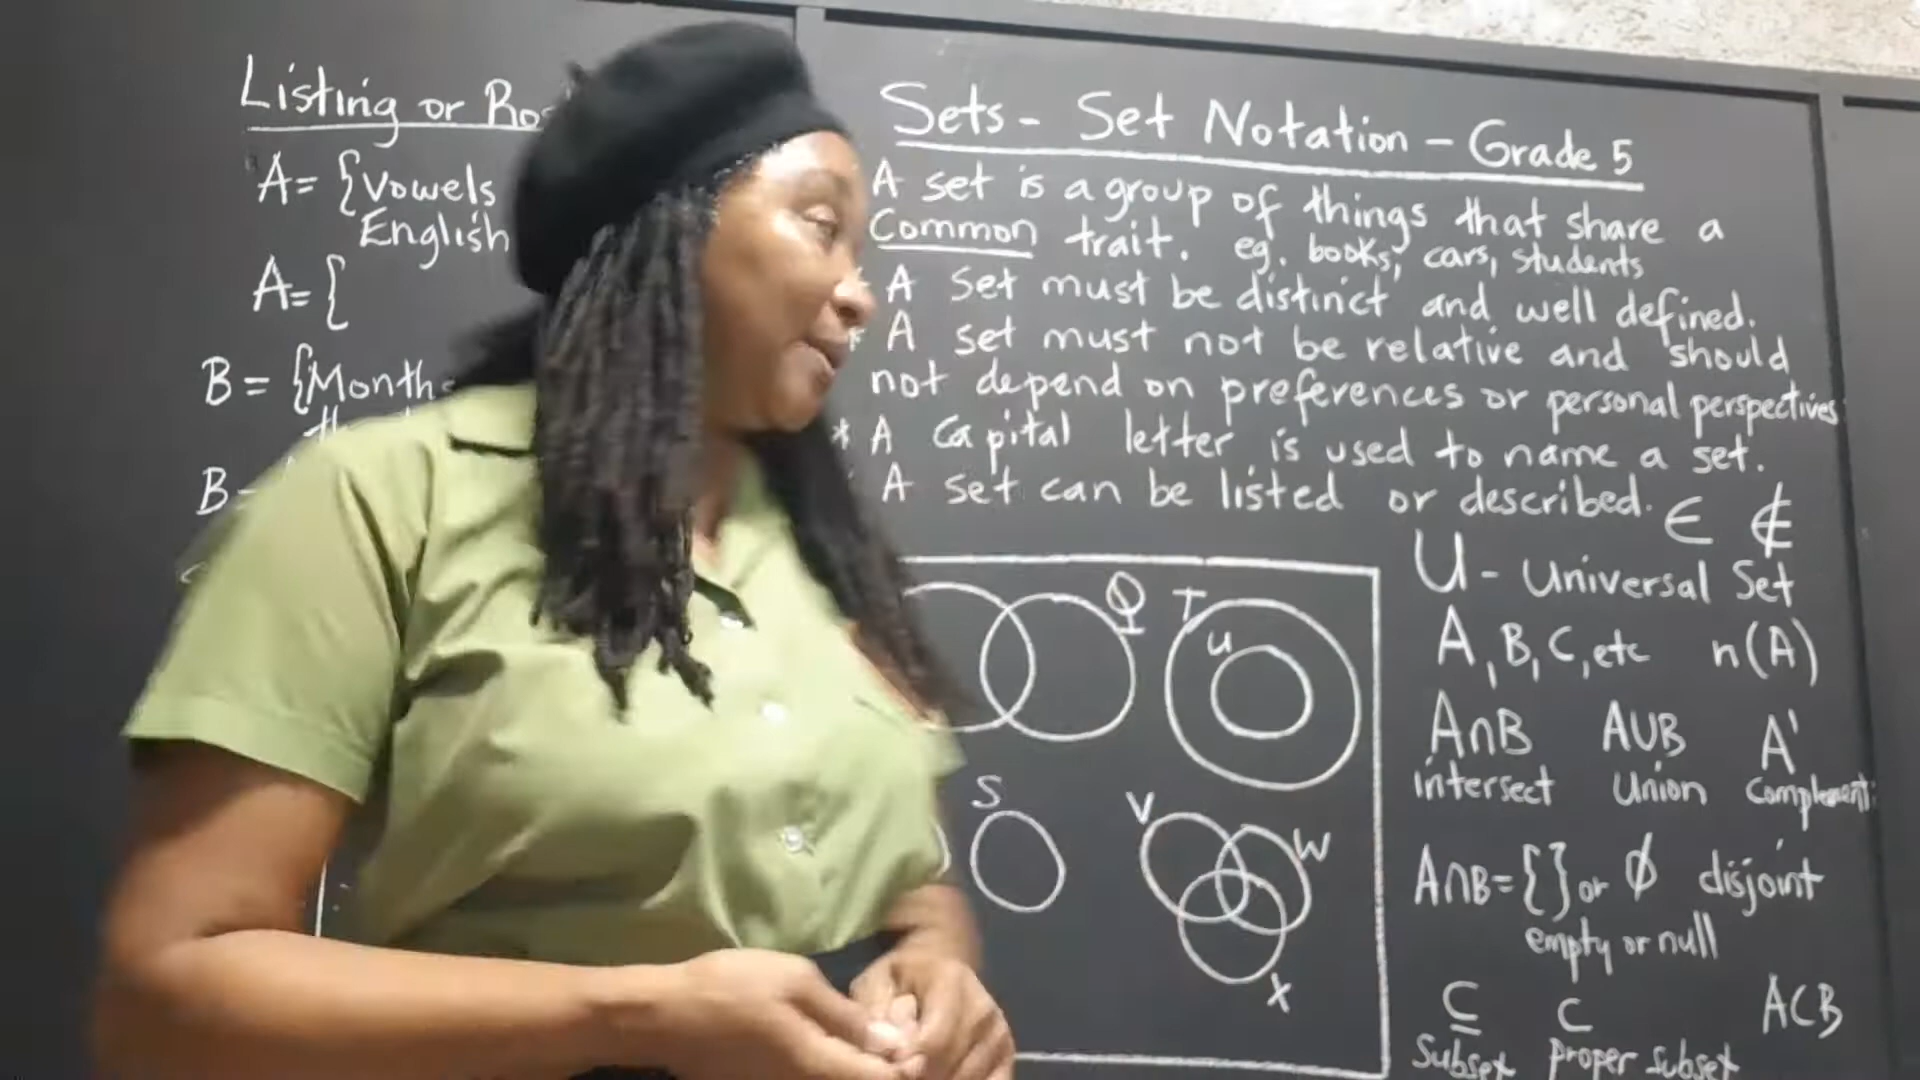 Listing or
A= {Vowels
English
A= {
B = {Months
B=
Sets - Set Notation - Grade 5
A set is a group of things that share a
Common trait. eg. books, cars, students
* A set must be distinct and well defined.
* A set must not be relative and should
not depend on preferences or personal perspectives
* A Capital letter is used to name a set.
* A set can be listed or described.
∈ ∉
Q
T
u
S
V
W
X
U - Universal Set
A, B, C, etc n(A)
A∩B A∪B A'
intersect Union Complement
A∩B = { } or ∅ disjoint
empty or null
⊆ ⊂ A⊂B
Subset Proper subset